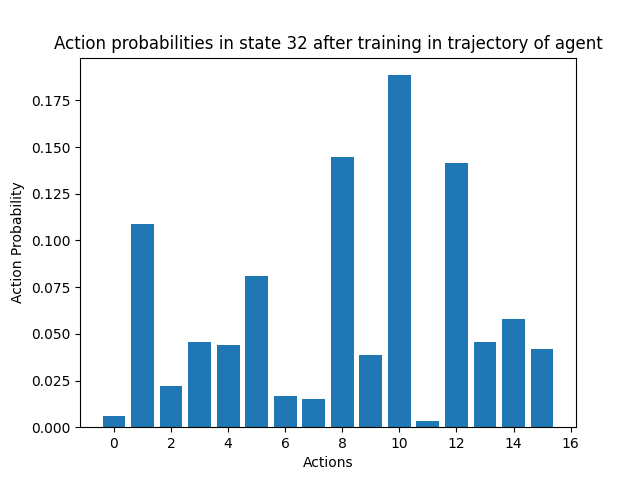 Action probabilities in state 32 after training in trajectory of agent
Action Probability
0.175
0.150
0.125
0.100
0.075
0.050
0.025
0.000
0 2 4 6 8 10 12 14 16
Actions